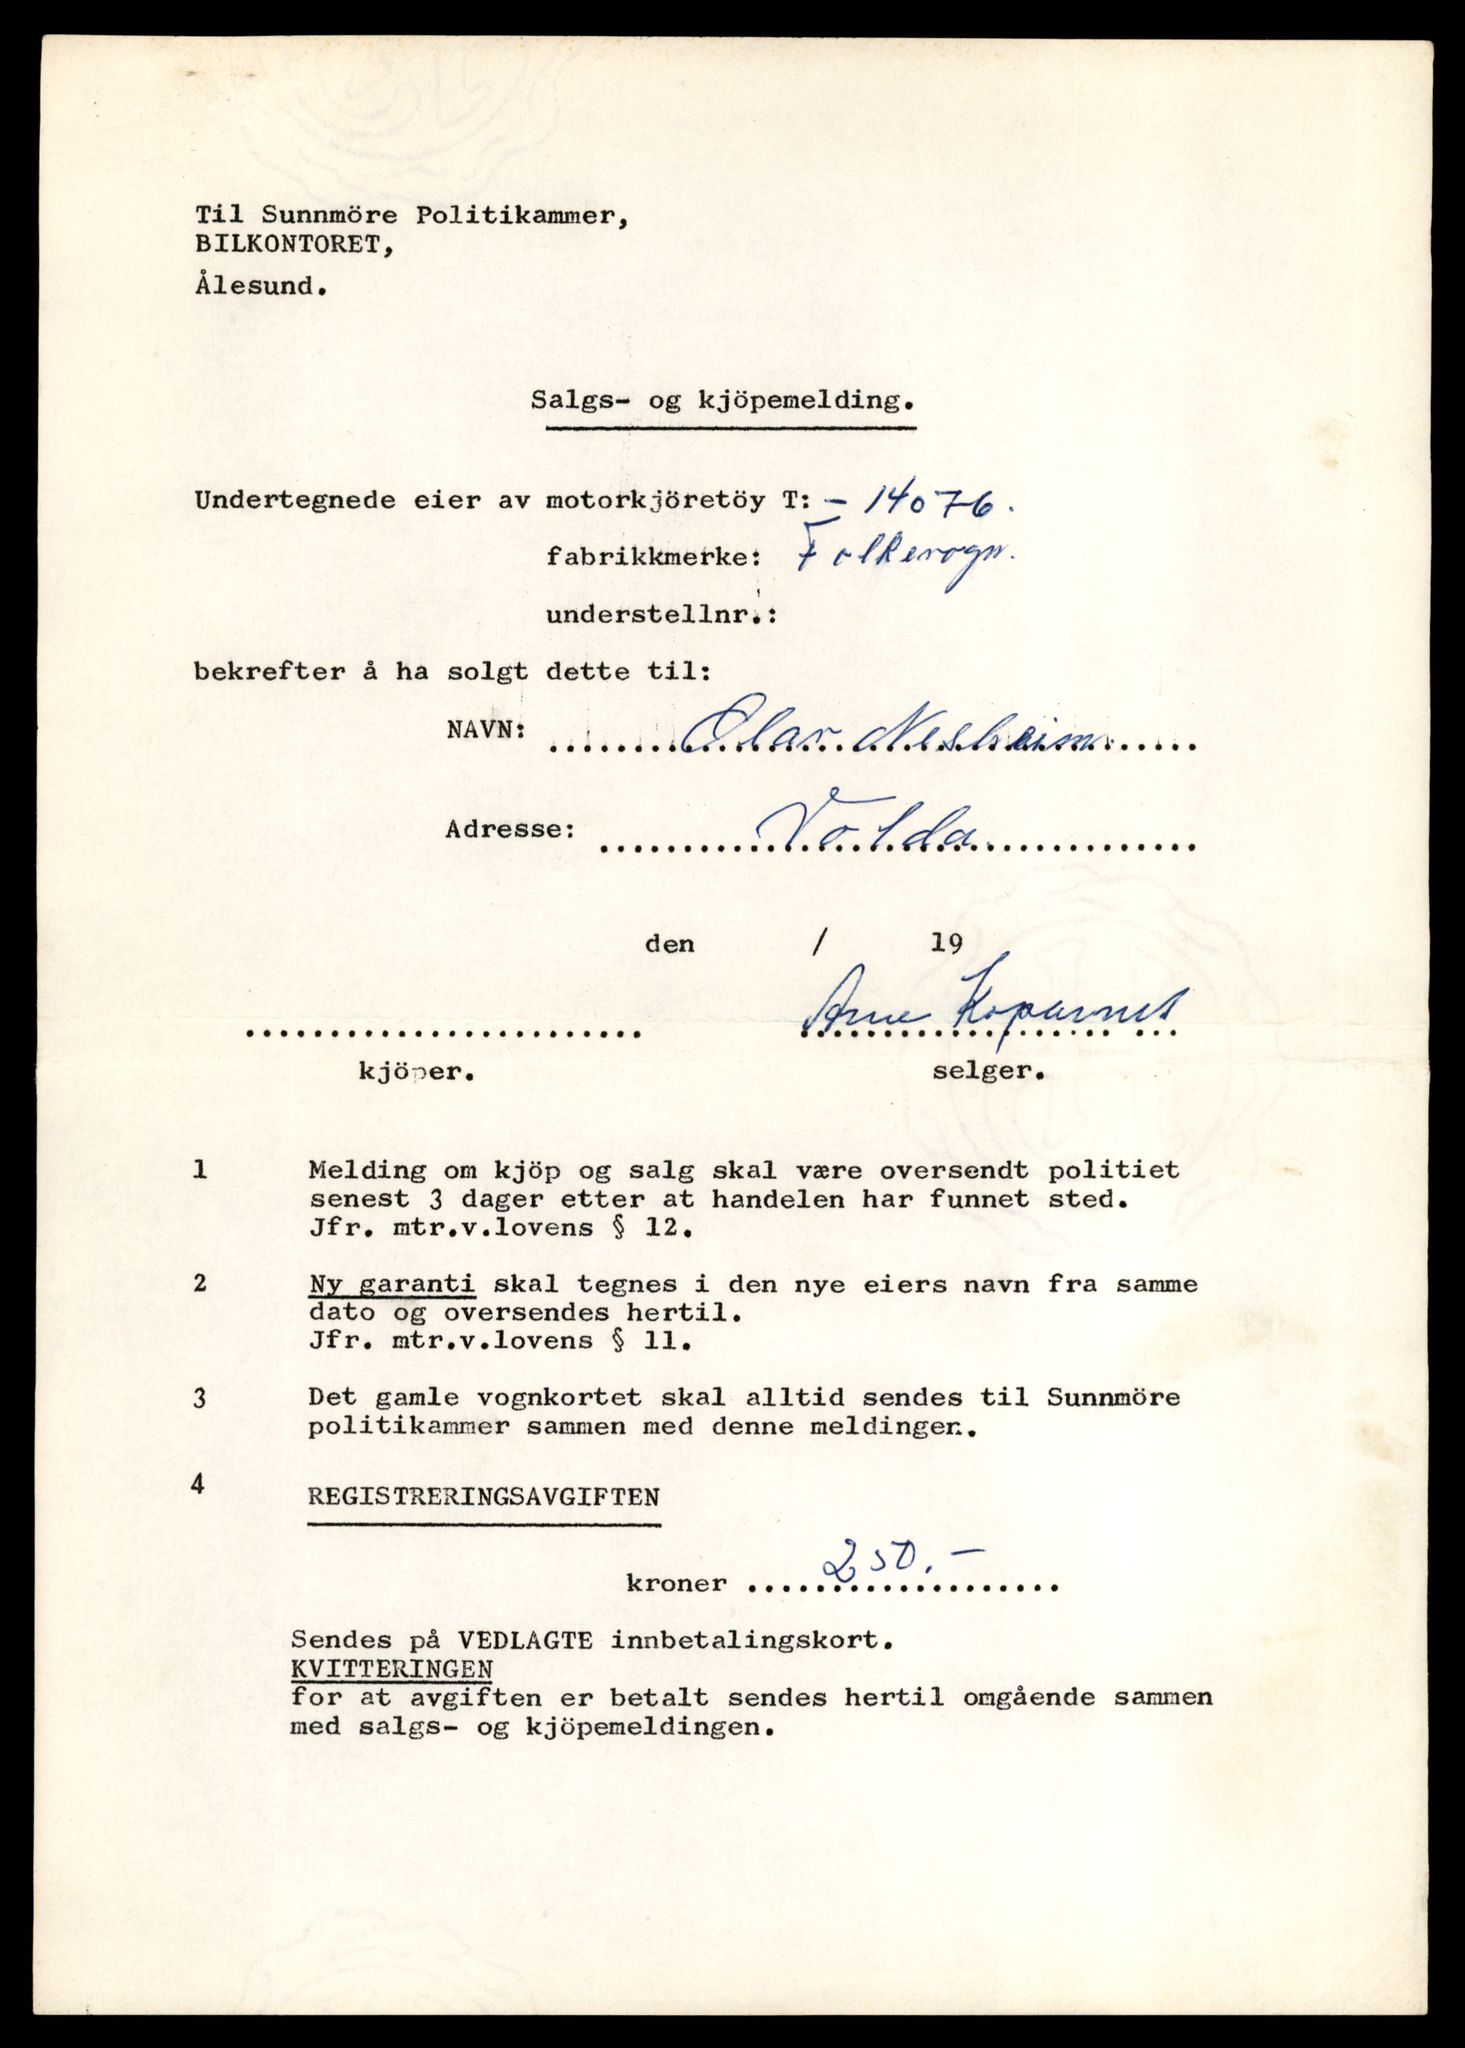 Til Sunnmöre Politikammer,
BILKONTORET,
Ålesund.
Salgs- og kjöpemelding.
Undertegnede eier av motorkjöretöy T: - 14076.
fabrikkmerke: Folkevogn.
understellnr.:
bekrefter å ha solgt dette til:
NAVN: Olav Nesheim
Adresse: Volda
den / 19
Arne Kopernes
kjöper. selger.
1 Melding om kjöp og salg skal være oversendt politiet
senest 3 dager etter at handelen har funnet sted.
Jfr. mtr.v.lovens § 12.
2 Ny garanti skal tegnes i den nye eiers navn fra samme
dato og oversendes hertil.
Jfr. mtr.v.lovens § 11.
3 Det gamle vognkortet skal alltid sendes til Sunnmöre
politikammer sammen med denne meldingen.
4 REGISTRERINGSAVGIFTEN
kroner 250.-
Sendes på VEDLAGTE innbetalingskort.
KVITTERINGEN
for at avgiften er betalt sendes hertil omgående sammen
med salgs- og kjöpemeldingen.